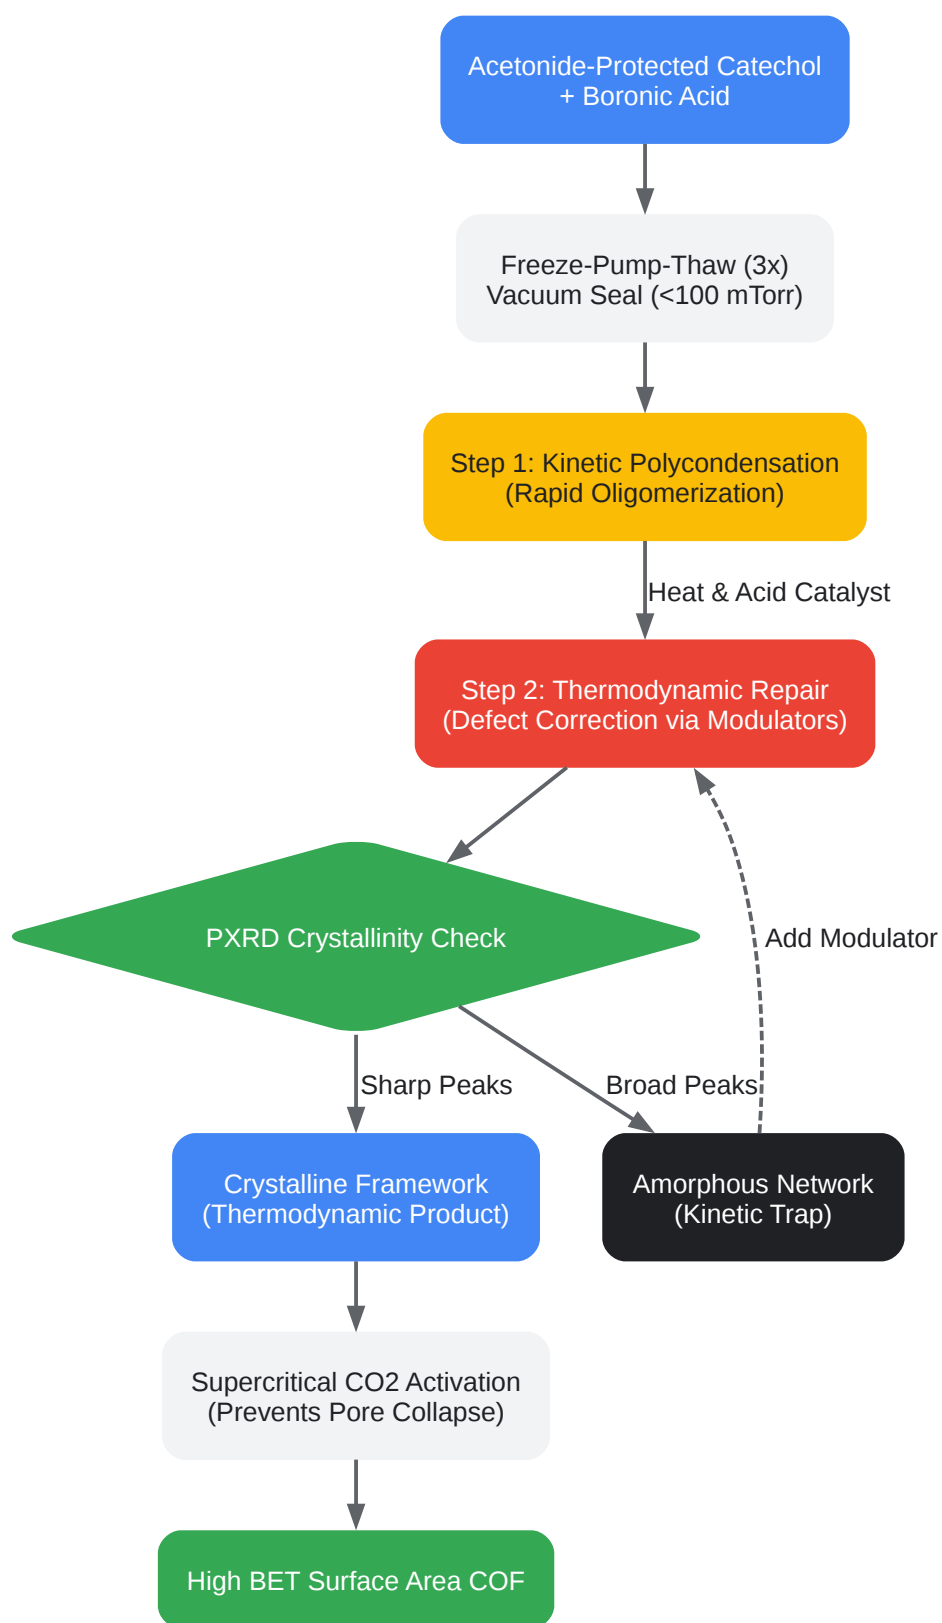 Acetonide-Protected Catechol
+ Boronic Acid
Freeze-Pump-Thaw (3x)
Vacuum Seal (<100 mTorr)
Step 1: Kinetic Polycondensation
(Rapid Oligomerization)
Heat & Acid Catalyst
Step 2: Thermodynamic Repair
(Defect Correction via Modulators)
PXRD Crystallinity Check
Add Modulator
Sharp Peaks
Broad Peaks
Crystalline Framework
(Thermodynamic Product)
Amorphous Network
(Kinetic Trap)
Supercritical CO2 Activation
(Prevents Pore Collapse)
High BET Surface Area COF